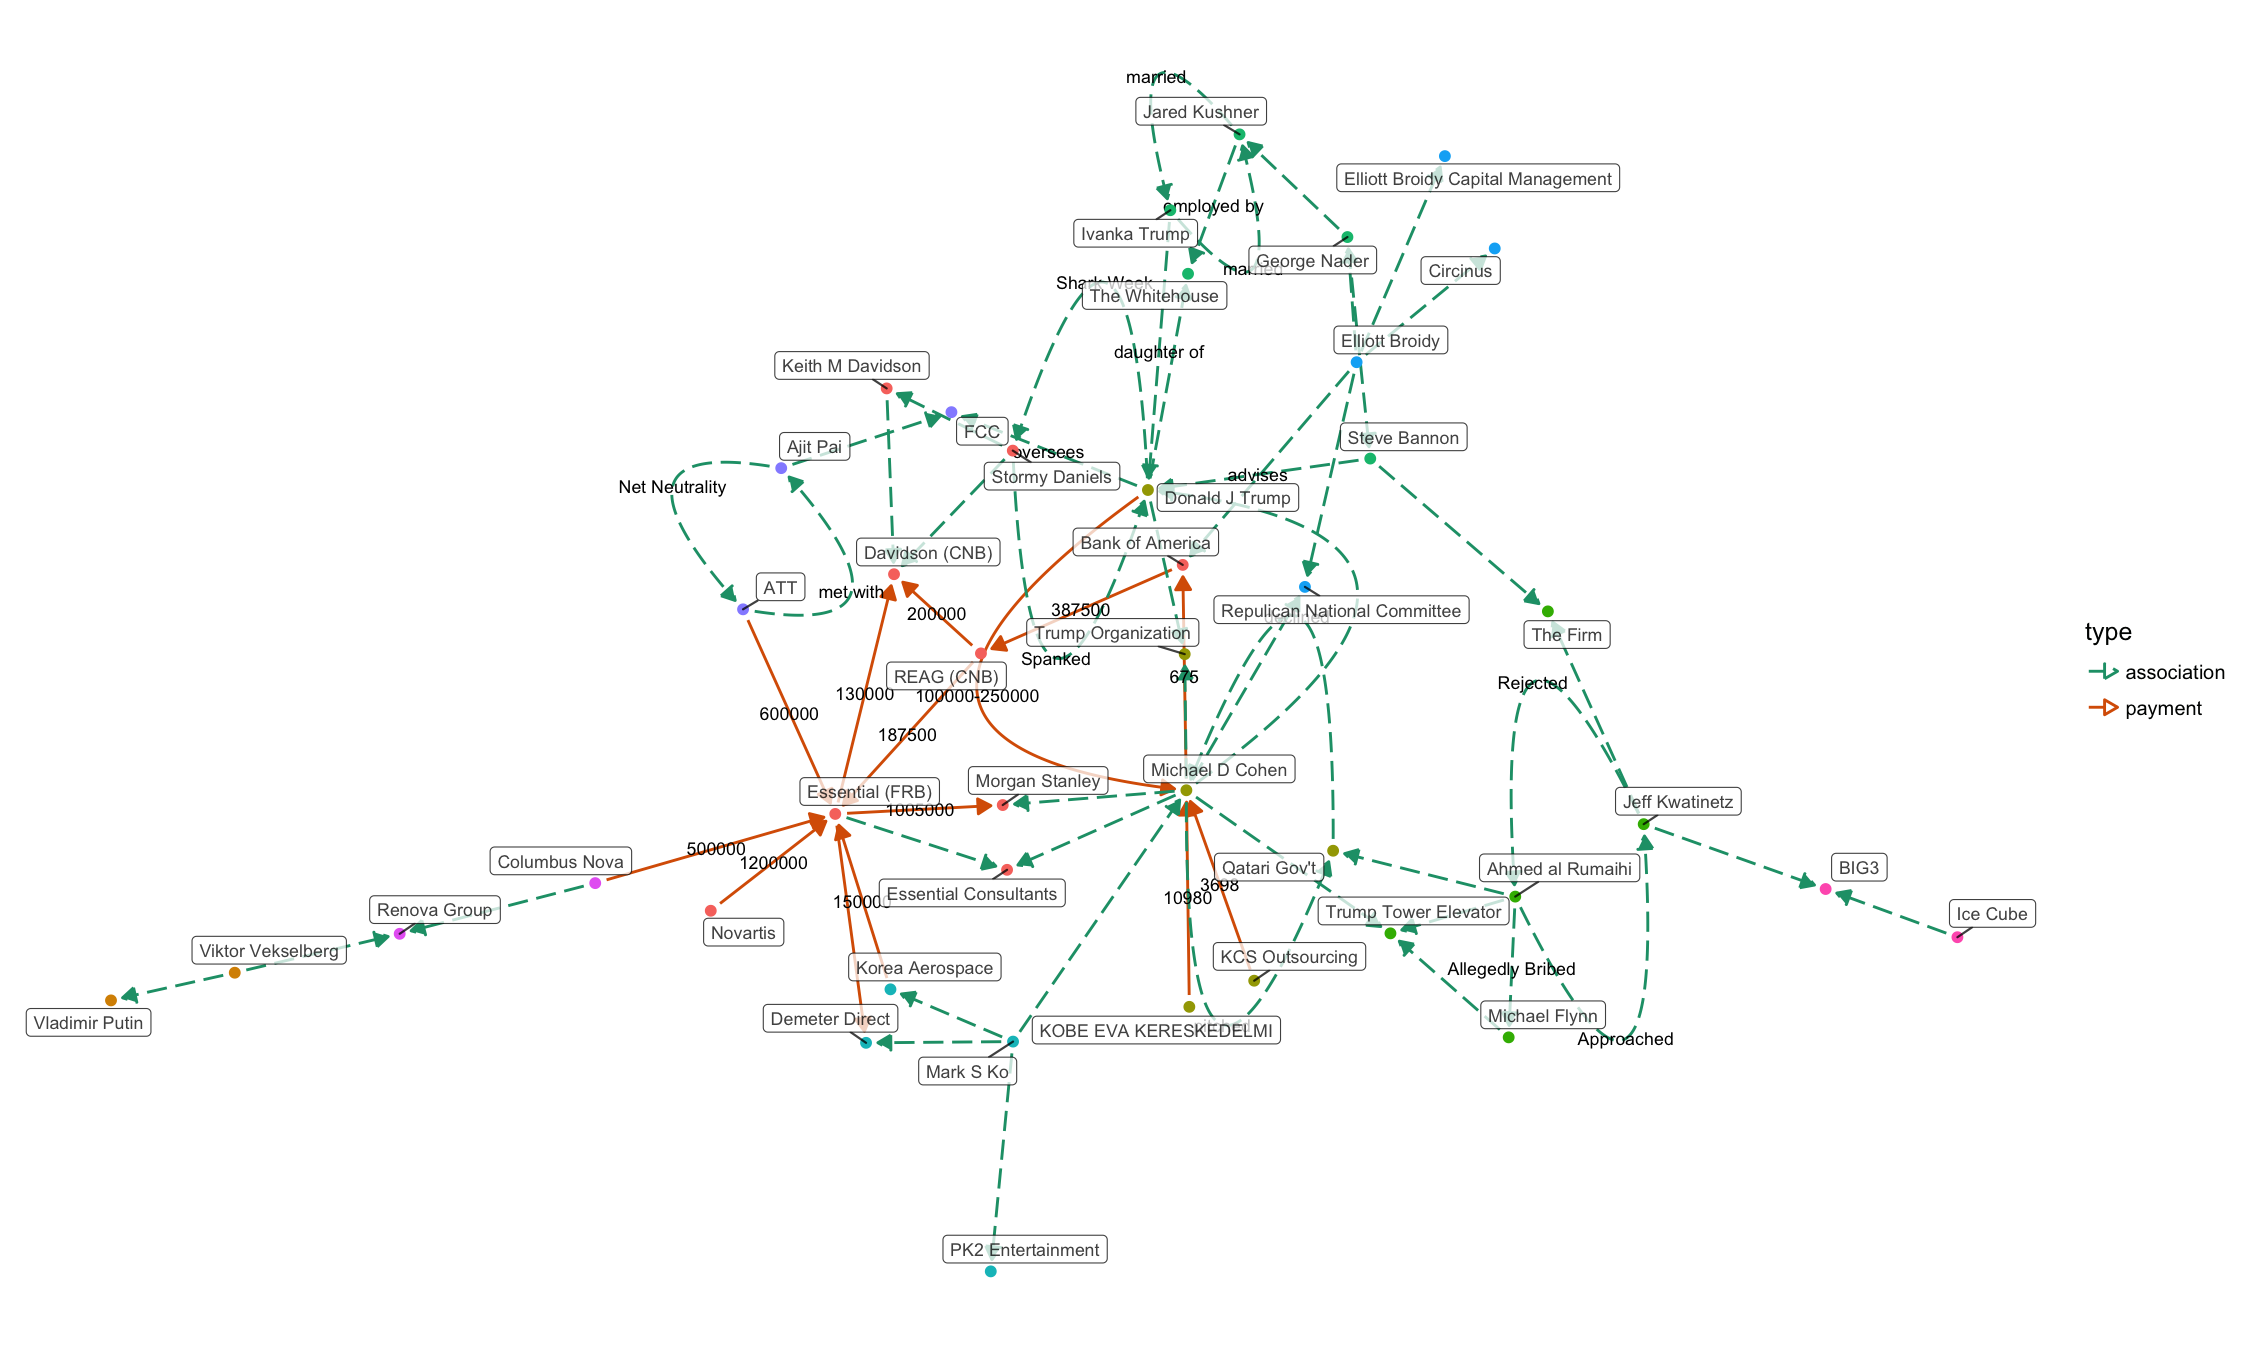 married
Jared Kushner
Elliott Broidy Capital Management
employed by
Ivanka Trump
George Nader
married
Circinus
Shark Week
The Whitehouse
Elliott Broidy
daughter of
Keith M Davidson
FCC
Ajit Pai
Steve Bannon
oversees
Stormy Daniels
advises
Net Neutrality
Donald J Trump
Bank of America
Davidson (CNB)
ATT
met with
200000
387500
Repulican National Committee
declined
Trump Organization
The Firm
type
association
payment
Spanked
REAG (CNB)
675
Rejected
130000
100000-250000
600000
187500
Michael D Cohen
Morgan Stanley
Essential (FRB)
1005000
Jeff Kwatinetz
500000
1200000
Columbus Nova
Qatari Gov't
Ahmed al Rumaihi
BIG3
3698
Essential Consultants
10980
150000
Renova Group
Trump Tower Elevator
Ice Cube
Novartis
Viktor Vekselberg
KCS Outsourcing
Korea Aerospace
Allegedly Bribed
Vladimir Putin
Demeter Direct
pitched
KOBE EVA KERESKEDELMI
Michael Flynn
Approached
Mark S Ko
PK2 Entertainment